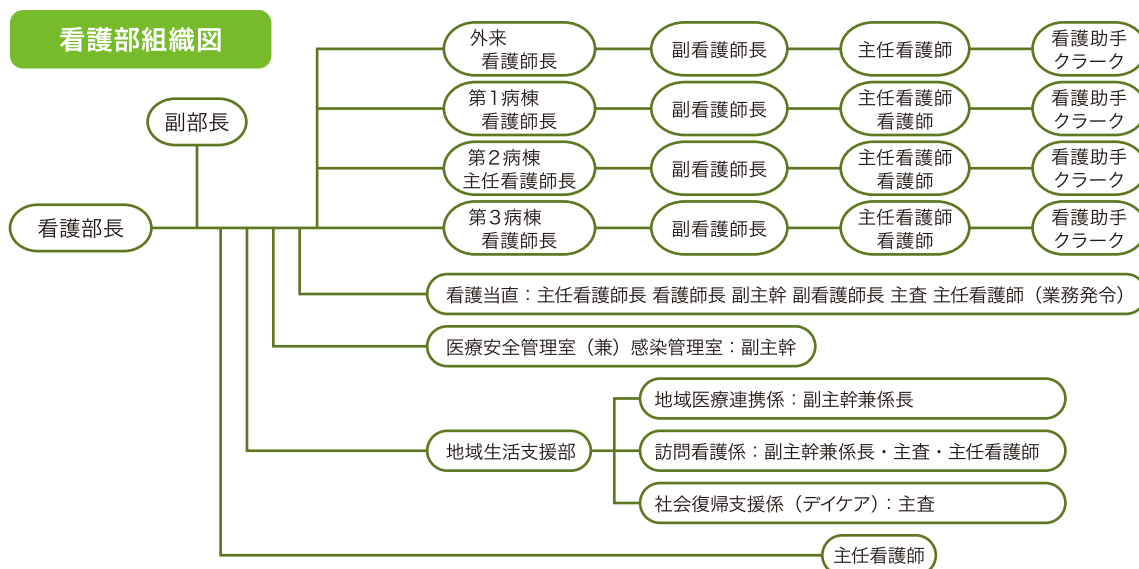 看護部組織図
外来
看護師長
副看護師長
主任看護師
看護助手
クラーク
第1病棟
看護師長
副看護師長
主任看護師
看護師
看護助手
クラーク
副部長
第2病棟
主任看護師長
副看護師長
主任看護師
看護師
看護助手
クラーク
看護部長
第3病棟
看護師長
副看護師長
主任看護師
看護師
看護助手
クラーク
看護当直：主任看護師長 看護師長 副主幹 副看護師長 主査 主任看護師（業務発令）
医療安全管理室（兼）感染管理室：副主幹
地域医療連携係：副主幹兼係長
地域生活支援部
訪問看護係：副主幹兼係長・主査・主任看護師
社会復帰支援係（デイケア）：主査
主任看護師